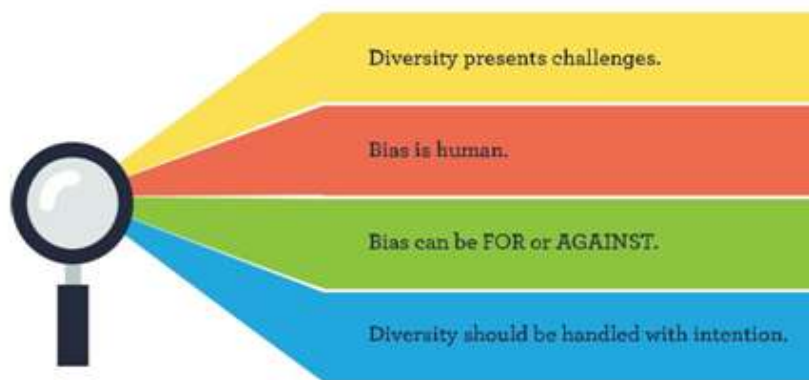 Diversity presents challenges.
Bias is human.
Bias can be FOR or AGAINST.
Diversity should be handled with intention.